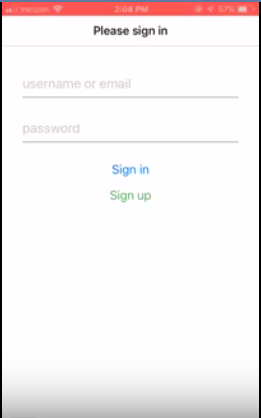 Verizon 2:08 PM 57%
Please sign in
username or email
password
Sign in
Sign up